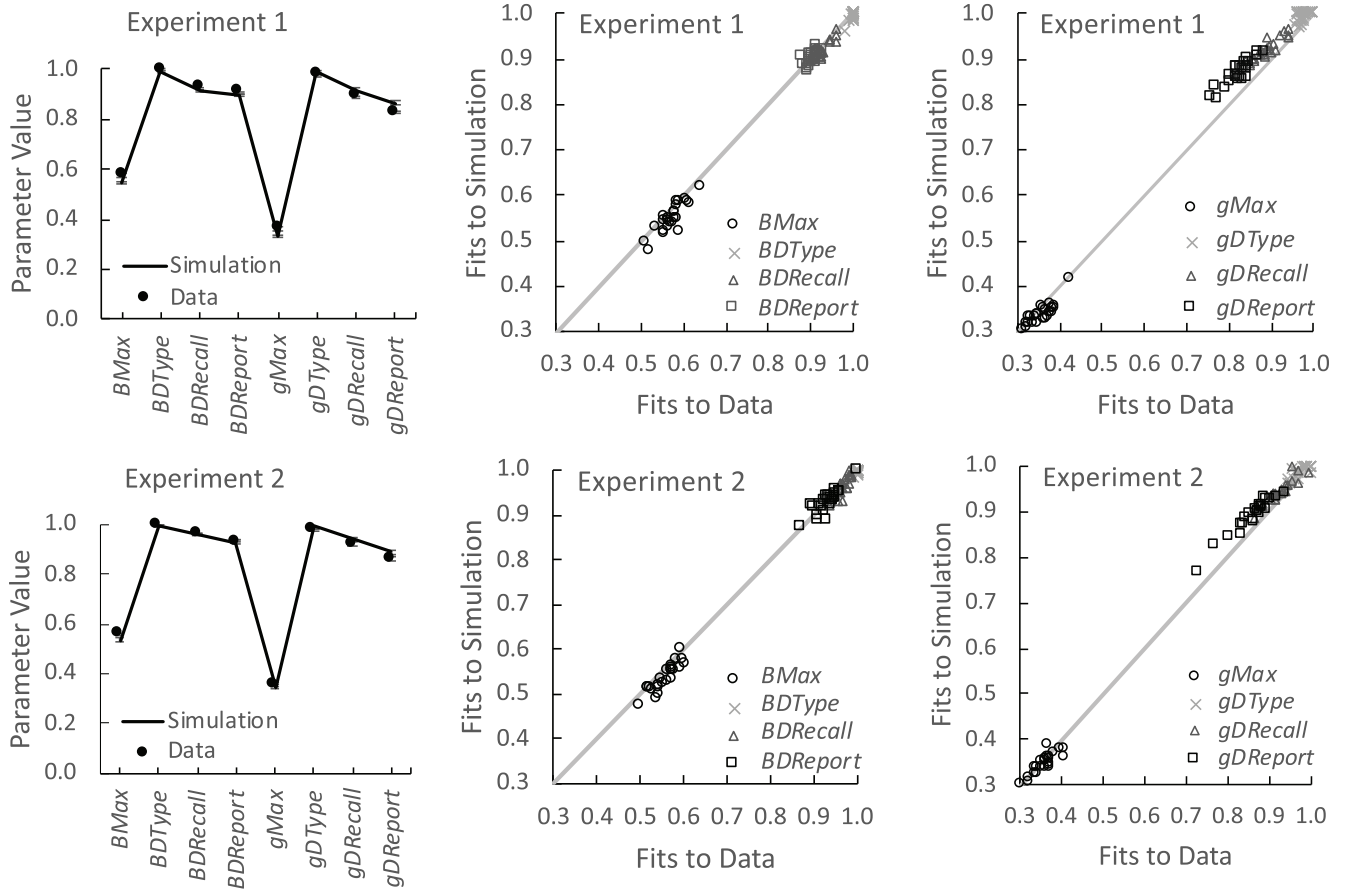 Experiment 1
Parameter Value
1.0
0.8
0.6
0.4
0.2
0.0
Simulation
Data
BMax
BDType
BDRecall
BDReport
gMax
gDType
gDRecall
gDReport
Experiment 1
Fits to Simulation
1.0
0.9
0.8
0.7
0.6
0.5
0.4
0.3
BMax
BDType
BDRecall
BDReport
0.3 0.4 0.5 0.6 0.7 0.8 0.9 1.0
Fits to Data
Experiment 1
Fits to Simulation
1.0
0.9
0.8
0.7
0.6
0.5
0.4
0.3
gMax
gDType
gDRecall
gDReport
0.3 0.4 0.5 0.6 0.7 0.8 0.9 1.0
Fits to Data
Experiment 2
Parameter Value
1.0
0.8
0.6
0.4
0.2
0.0
Simulation
Data
BMax
BDType
BDRecall
BDReport
gMax
gDType
gDRecall
gDReport
Experiment 2
Fits to Simulation
1.0
0.9
0.8
0.7
0.6
0.5
0.4
0.3
BMax
BDType
BDRecall
BDReport
0.3 0.4 0.5 0.6 0.7 0.8 0.9 1.0
Fits to Data
Experiment 2
Fits to Simulation
1.0
0.9
0.8
0.7
0.6
0.5
0.4
0.3
gMax
gDType
gDRecall
gDReport
0.3 0.4 0.5 0.6 0.7 0.8 0.9 1.0
Fits to Data